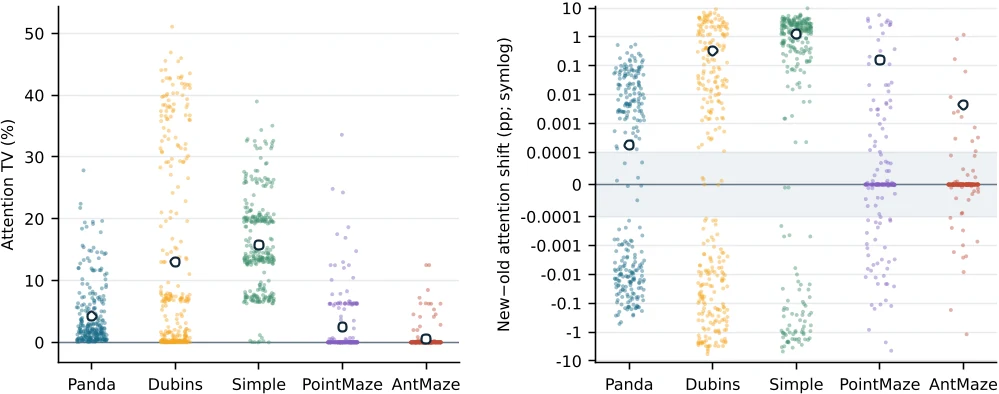 Attention TV (%)
50
40
30
20
10
0
Panda
Dubins
Simple
PointMaze
AntMaze
New−old attention shift (pp; symlog)
10
1
0.1
0.01
0.001
0.0001
0
-0.0001
-0.001
-0.01
-0.1
-1
-10
Panda
Dubins
Simple
PointMaze
AntMaze